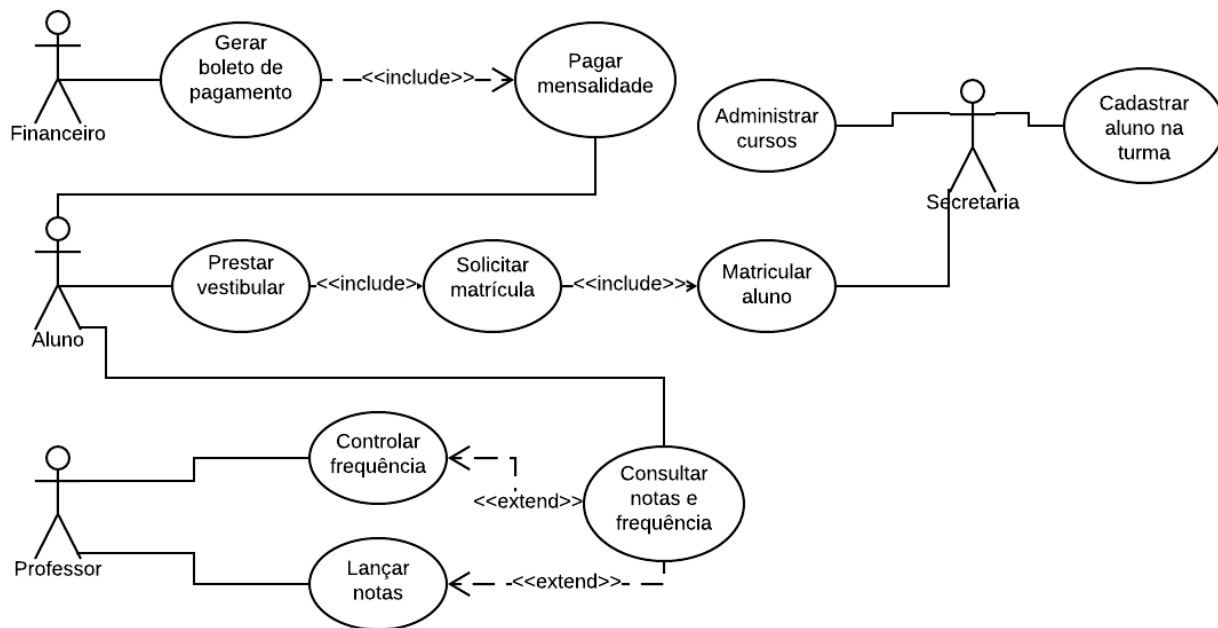 Gerar
boleto de
pagamento
<<include>>
Pagar
mensalidade
Financeiro
Administrar
cursos
Cadastrar
aluno na
turma
Secretaria
Prestar
vestibular
<<include>
Solicitar
matrícula
<<include>>
Matricular
aluno
Aluno
Controlar
frequência
<<extend>>
Consultar
notas e
frequência
Professor
Lançar
notas
<<extend>>